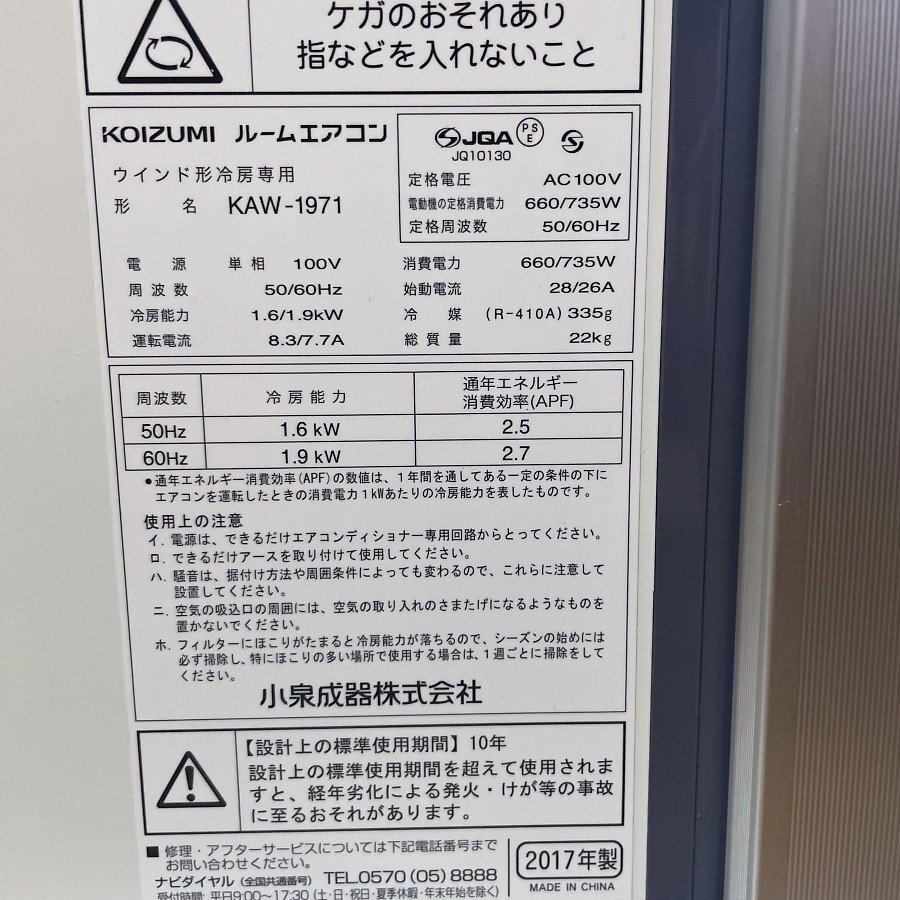 ケガのおそれあり
指などを入れないこと
KOIZUMI ルームエアコン
ウインド形冷房専用
形 名 KAW-1971
JQA PSE S
JQ10130
定格電圧 AC100V
電動機の定格消費電力 660/735W
定格周波数 50/60Hz
電源 単相 100V 消費電力 660/735W
周波数 50/60Hz 始動電流 28/26A
冷房能力 1.6/1.9kW 冷媒 (R-410A) 335g
運転電流 8.3/7.7A 総質量 22kg
周波数 冷房能力 通年エネルギー
消費効率(APF)
50Hz 1.6 kW 2.5
60Hz 1.9 kW 2.7
●通年エネルギー消費効率(APF)の数値は、1年間を通してある一定の条件の下に
エアコンを運転したときの消費電力1kWあたりの冷房能力を表したものです。
使用上の注意
イ. 電源は、できるだけエアコンディショナー専用回路からとってください。
ロ. できるだけアースを取り付けて使用してください。
ハ. 騒音は、据付け方法や周囲条件によっても変わるので、これらに注意して
設置してください。
ニ. 空気の吸込口の周囲には、空気の取り入れのさまたげになるようなものを
置かないでください。
ホ. フィルターにほこりがたまると冷房能力が落ちるので、シーズンの始めには
必ず掃除し、特にほこりの多い場所で使用する場合は、1週ごとに掃除をして
ください。
小泉成器株式会社
【設計上の標準使用期間】10年
設計上の標準使用期間を超えて使用されま
すと、経年劣化による発火・けが等の事故
に至るおそれがあります。
■ 修理・アフターサービスについては下記電話番号まで
お問い合わせください。
ナビダイヤル (全国共通番号) TEL.0570 (05) 8888
受付時間: 平日9:00〜17:30 (土・日・祝日・夏季休暇・年末年始を除く)
2017年製
MADE IN CHINA